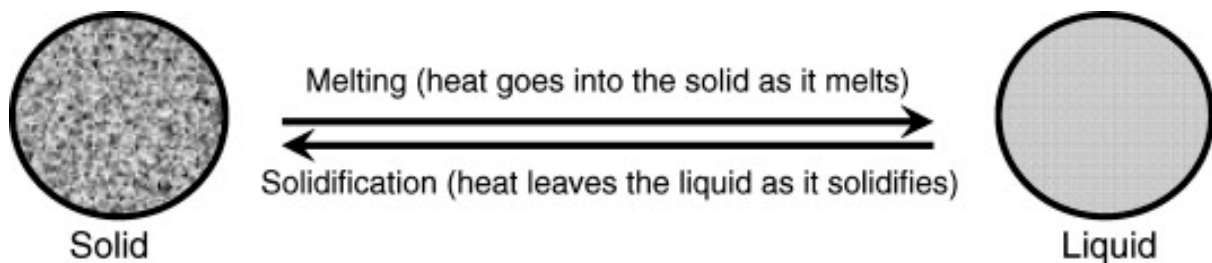 Melting (heat goes into the solid as it melts)
Solidification (heat leaves the liquid as it solidifies)
Solid
Liquid